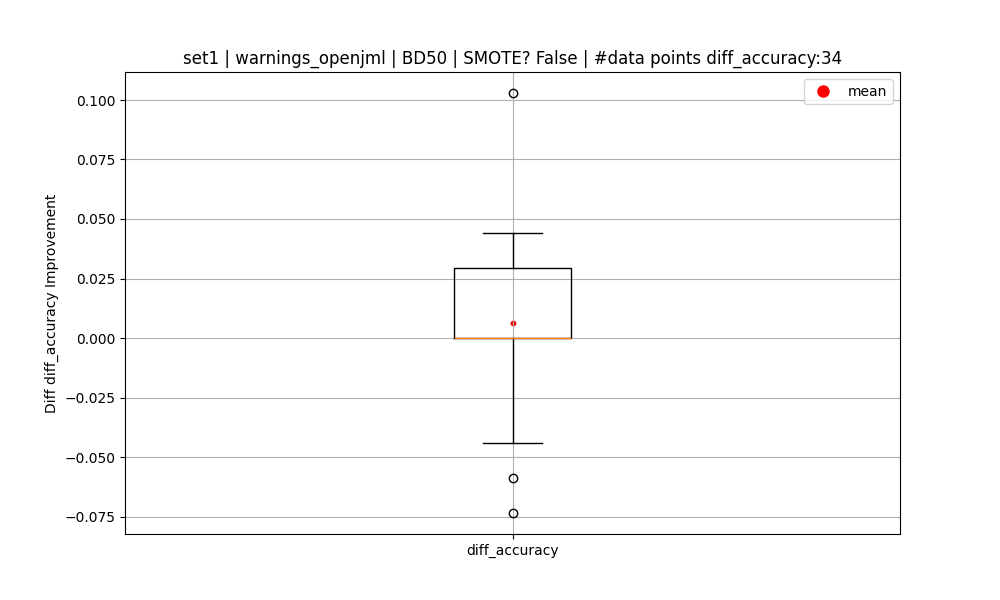 set1 | warnings_openjml | BD50 | SMOTE? False | #data points diff_accuracy:34
mean
Diff diff_accuracy Improvement
0.100
0.075
0.050
0.025
0.000
−0.025
−0.050
−0.075
diff_accuracy